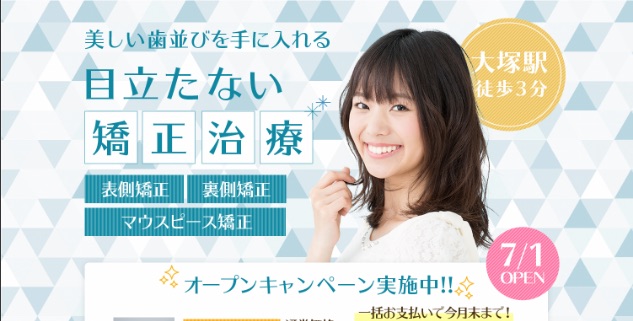 美しい歯並びを手に入れる
目立たない
矯正治療
表側矯正 裏側矯正
マウスピース矯正
大塚駅
徒歩3分
7/1
OPEN
オープンキャンペーン実施中!!
一括お支払いで今月末まで!